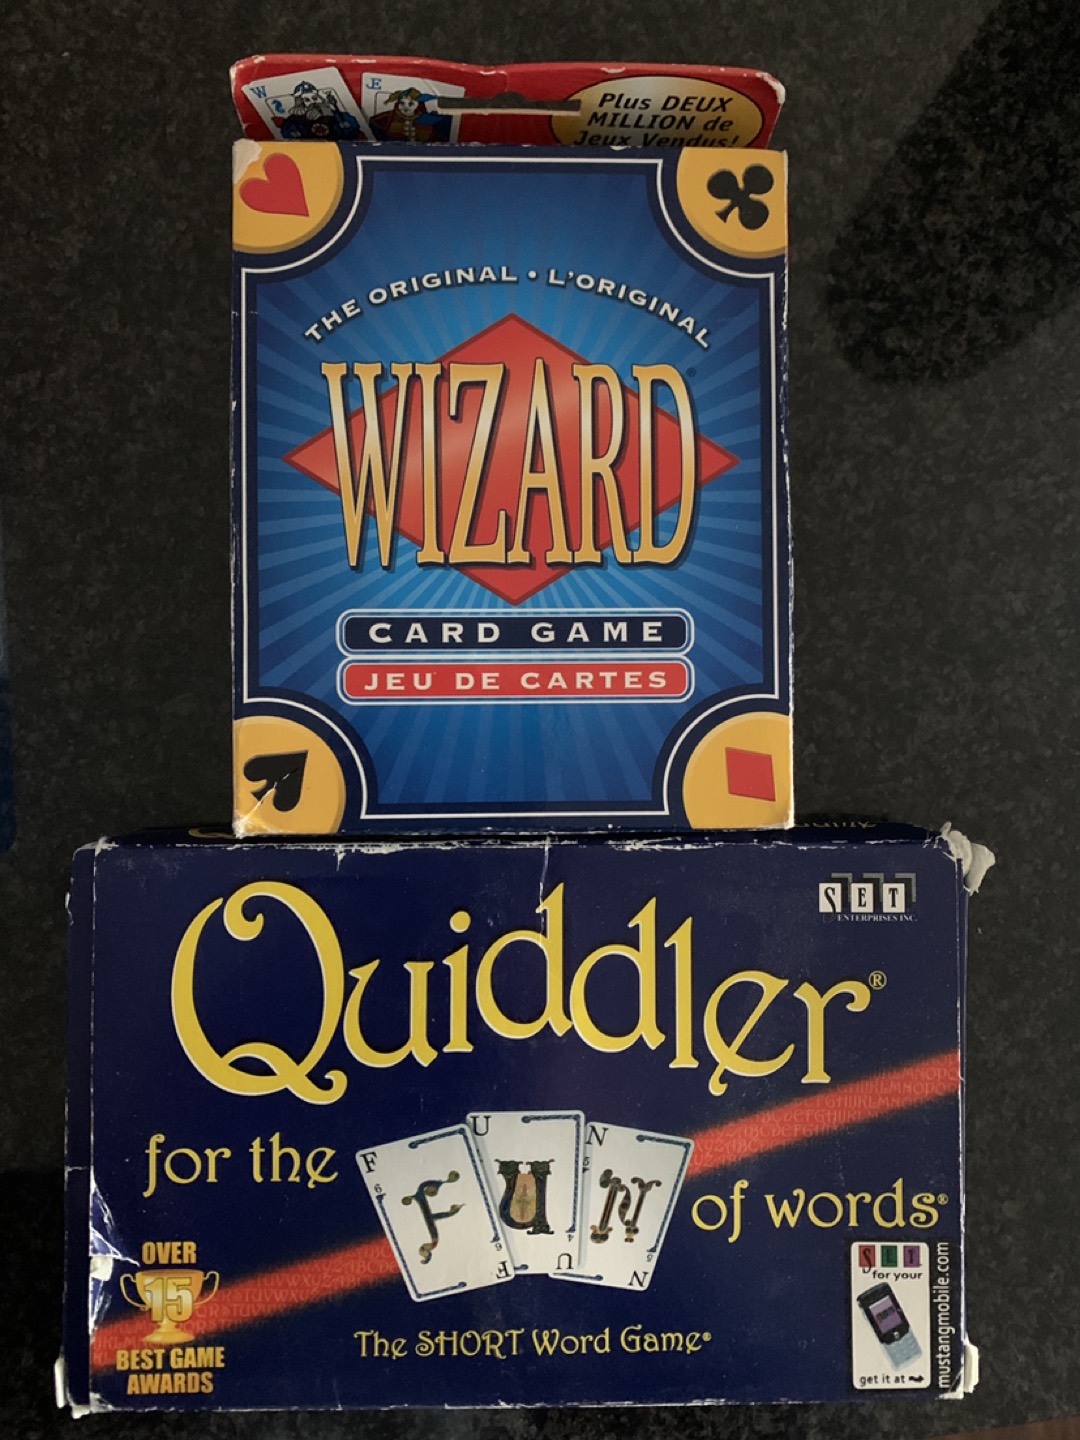 W
E
Plus DEUX
MILLION de
Jeux Vendus!
THE ORIGINAL • L'ORIGINAL
WIZARD®
CARD GAME
JEU DE CARTES
SET
ENTERPRISES INC.
Quiddler®
for the
F U N
F U N
F U N
of words®
OVER
15
BEST GAME
AWARDS
The SHORT Word Game®
SET
for your
get it at
mustangmobile.com